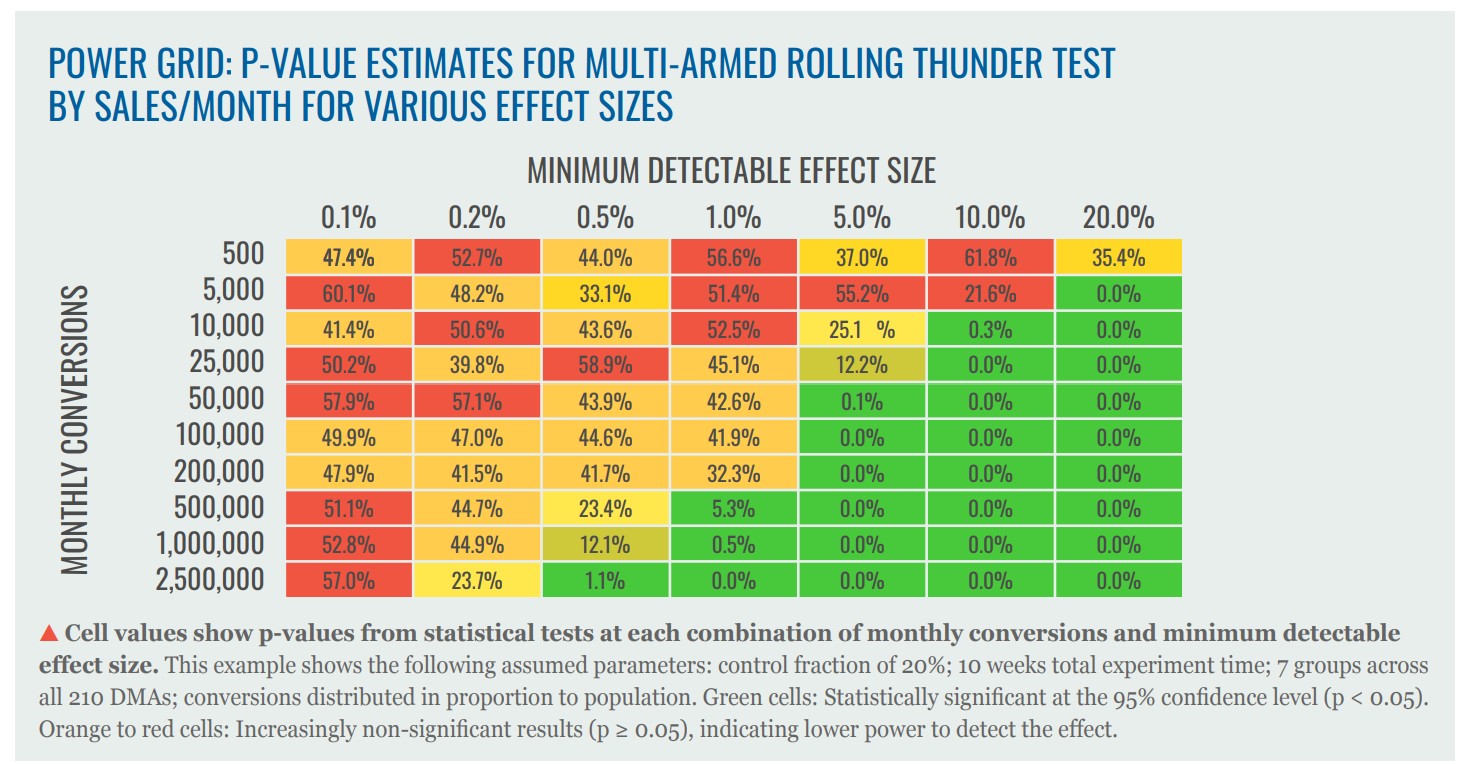 POWER GRID: P-VALUE ESTIMATES FOR MULTI-ARMED ROLLING THUNDER TEST
BY SALES/MONTH FOR VARIOUS EFFECT SIZES
MINIMUM DETECTABLE EFFECT SIZE
0.1% 0.2% 0.5% 1.0% 5.0% 10.0% 20.0%
MONTHLY CONVERSIONS
500 47.4% 52.7% 44.0% 56.6% 37.0% 61.8% 35.4%
5,000 60.1% 48.2% 33.1% 51.4% 55.2% 21.6% 0.0%
10,000 41.4% 50.6% 43.6% 52.5% 25.1 % 0.3% 0.0%
25,000 50.2% 39.8% 58.9% 45.1% 12.2% 0.0% 0.0%
50,000 57.9% 57.1% 43.9% 42.6% 0.1% 0.0% 0.0%
100,000 49.9% 47.0% 44.6% 41.9% 0.0% 0.0% 0.0%
200,000 47.9% 41.5% 41.7% 32.3% 0.0% 0.0% 0.0%
500,000 51.1% 44.7% 23.4% 5.3% 0.0% 0.0% 0.0%
1,000,000 52.8% 44.9% 12.1% 0.5% 0.0% 0.0% 0.0%
2,500,000 57.0% 23.7% 1.1% 0.0% 0.0% 0.0% 0.0%
▲ Cell values show p-values from statistical tests at each combination of monthly conversions and minimum detectable
effect size. This example shows the following assumed parameters: control fraction of 20%; 10 weeks total experiment time; 7 groups across
all 210 DMAs; conversions distributed in proportion to population. Green cells: Statistically significant at the 95% confidence level (p < 0.05).
Orange to red cells: Increasingly non-significant results (p ≥ 0.05), indicating lower power to detect the effect.